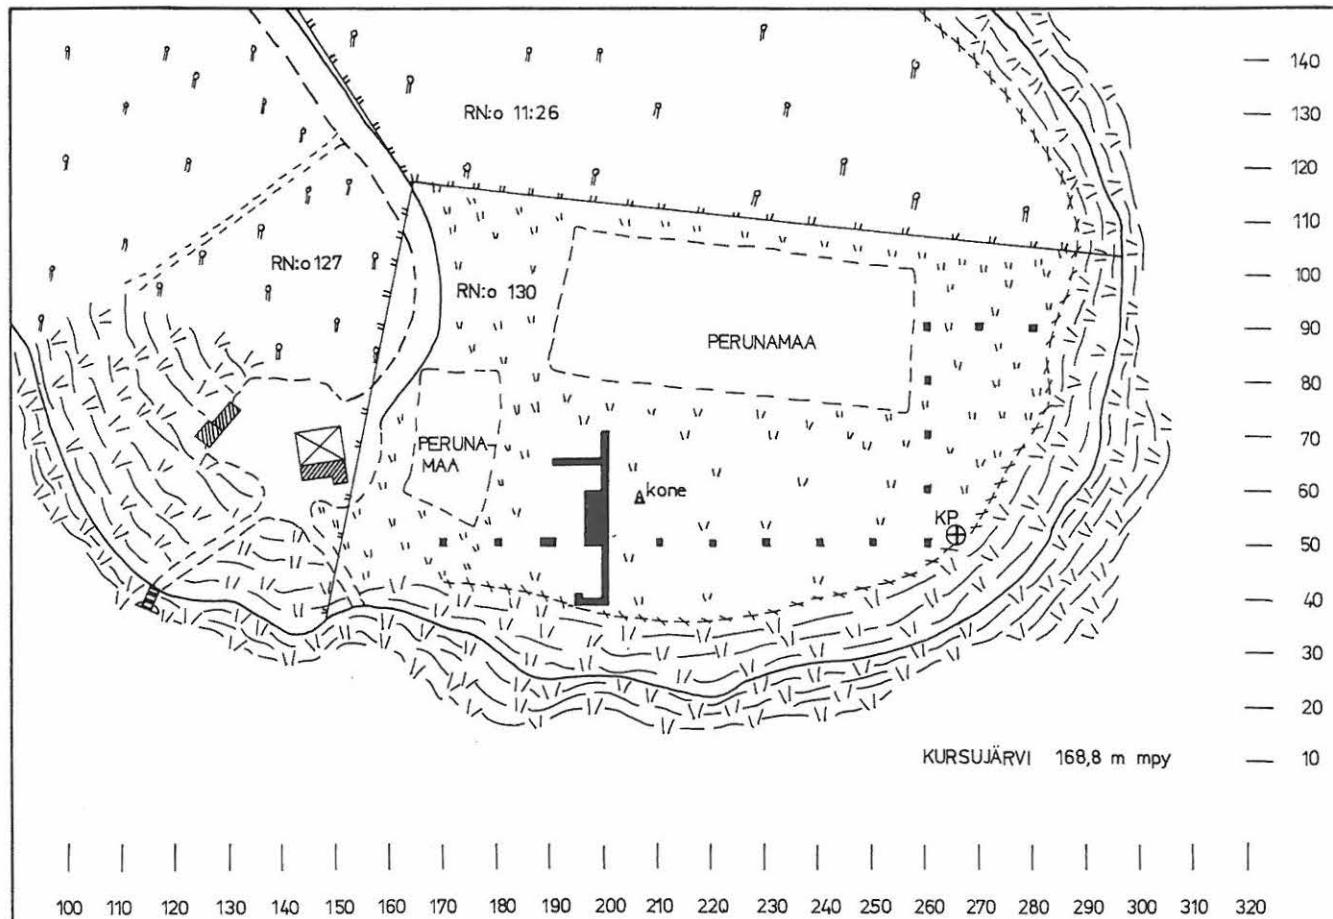 140
RN:o 11:26
130
120
110
RN:o 127
100
RN:o 130
90
PERUNAMAA
80
PERUNA-
MAA
70
kone
60
KP
50
40
30
20
KURSUJÄRVI 168,8 m mpy
10
100 110 120 130 140 150 160 170 180 190 200 210 220 230 240 250 260 270 280 290 300 310 320